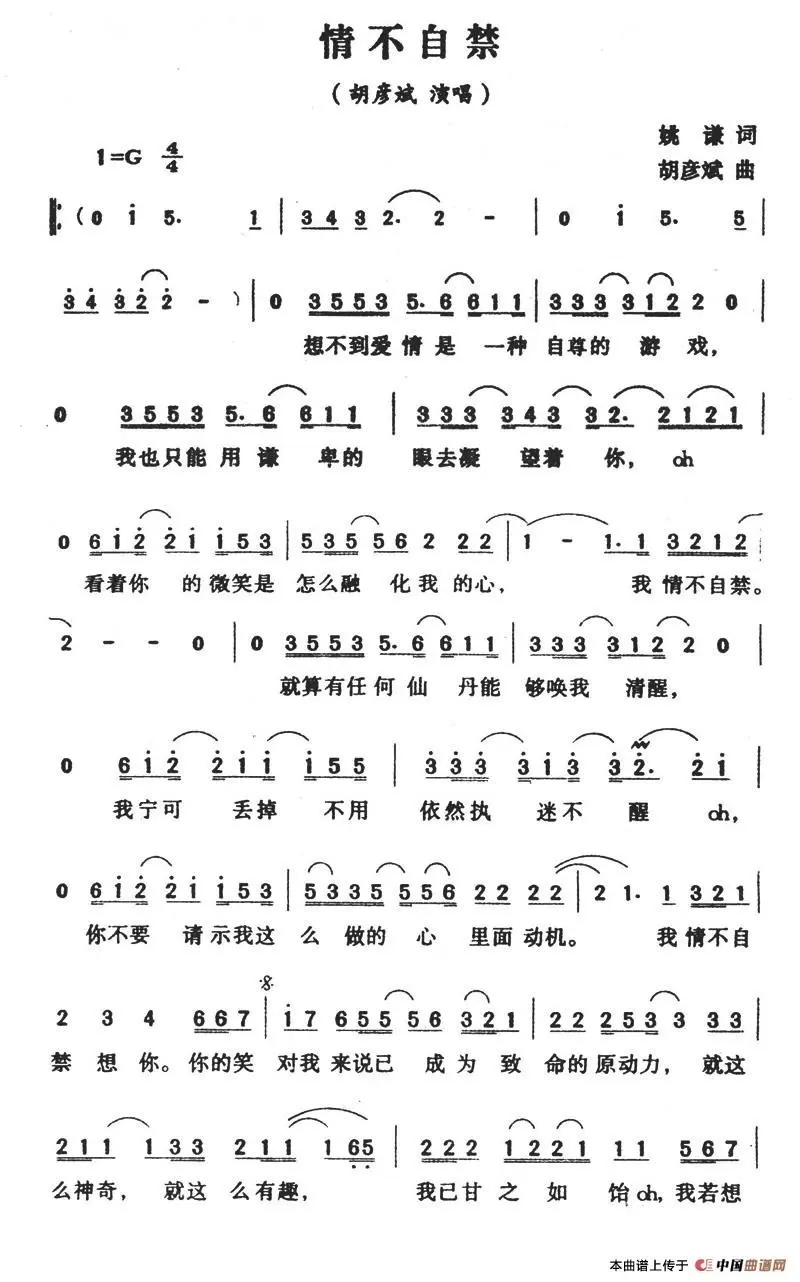 情不自禁
（胡彦斌 演唱）
姚 谦 词
1=G 4/4
胡彦斌 曲
（0 1 5. 1 | 3 4 3 2. 2 - | 0 1 5. 5 |
3 4 3 2 2 - ）| 0 3553 5. 6 611 | 333 312 2 0 |
想不到爱 情 是 一种 自尊的 游 戏，
0 3553 5. 6 611 | 333 343 32. 2121 |
我也只能 用 谦 卑的 眼去凝 望着 你， oh
0 612 21 153 | 535 56 2 22 | 1 - 1.1 3212
看着你 的微笑是 怎么融 化我 的心， 我 情不自禁。
2 - - 0 | 0 3553 5. 6 611 | 333 312 2 0 |
就算有任 何 仙 丹能 够唤我 清醒，
0 612 211 155 | 333 313 32. 21 |
我宁可 丢掉 不用 依然执 迷不 醒 oh，
0 612 21 153 | 5335 556 22 22 | 2 1. 1 321 |
你不要 请示我这 么 做的 心 里面 动机。 我 情不自
2 3 4 667 | 17 655 56 321 | 22 253 3 33 |
禁 想 你。你的笑 对我 来说已 成为 致 命的 原动力， 就这
211 133 211 165 | 222 1221 11 567 |
么神奇， 就这 么有趣， 我已甘 之 如 饴oh，我若想
本曲谱上传于 中国曲谱网